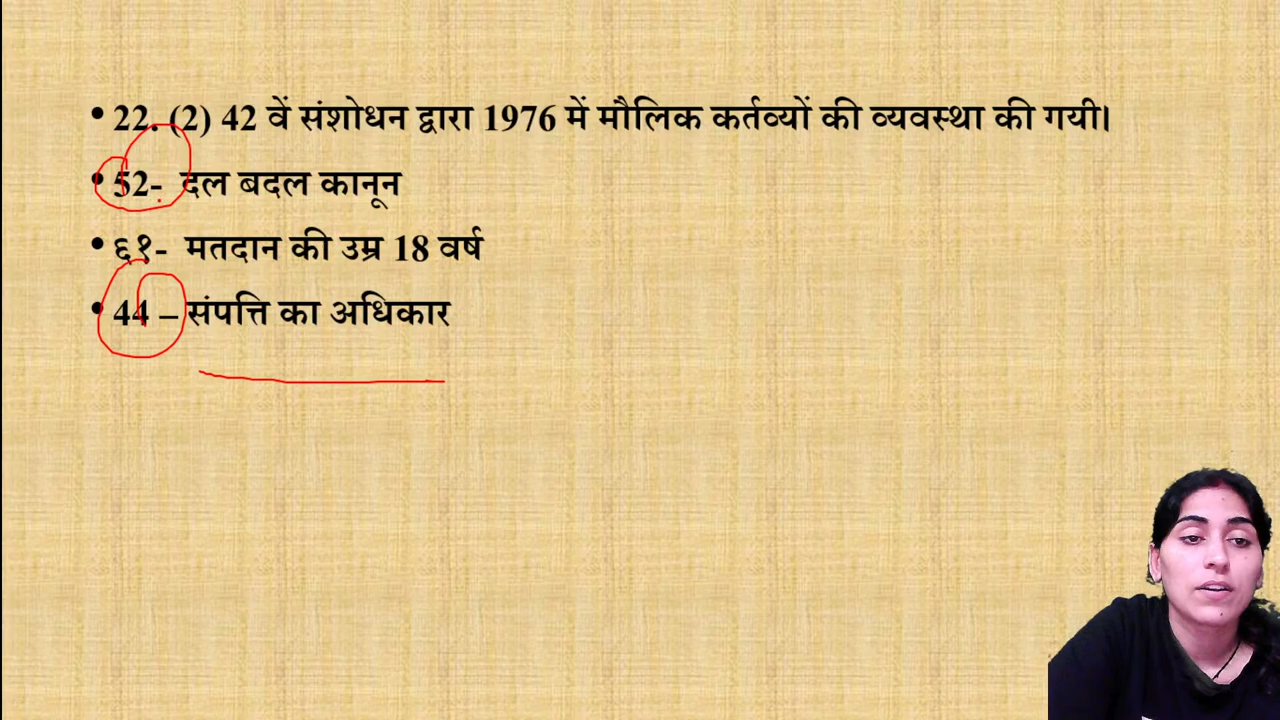 • 22. (2) 42 वें संशोधन द्वारा 1976 में मौलिक कर्तव्यों की व्यवस्था की गयी।
• 52- दल बदल कानून
• ६१- मतदान की उम्र 18 वर्ष
• 44 – संपत्ति का अधिकार